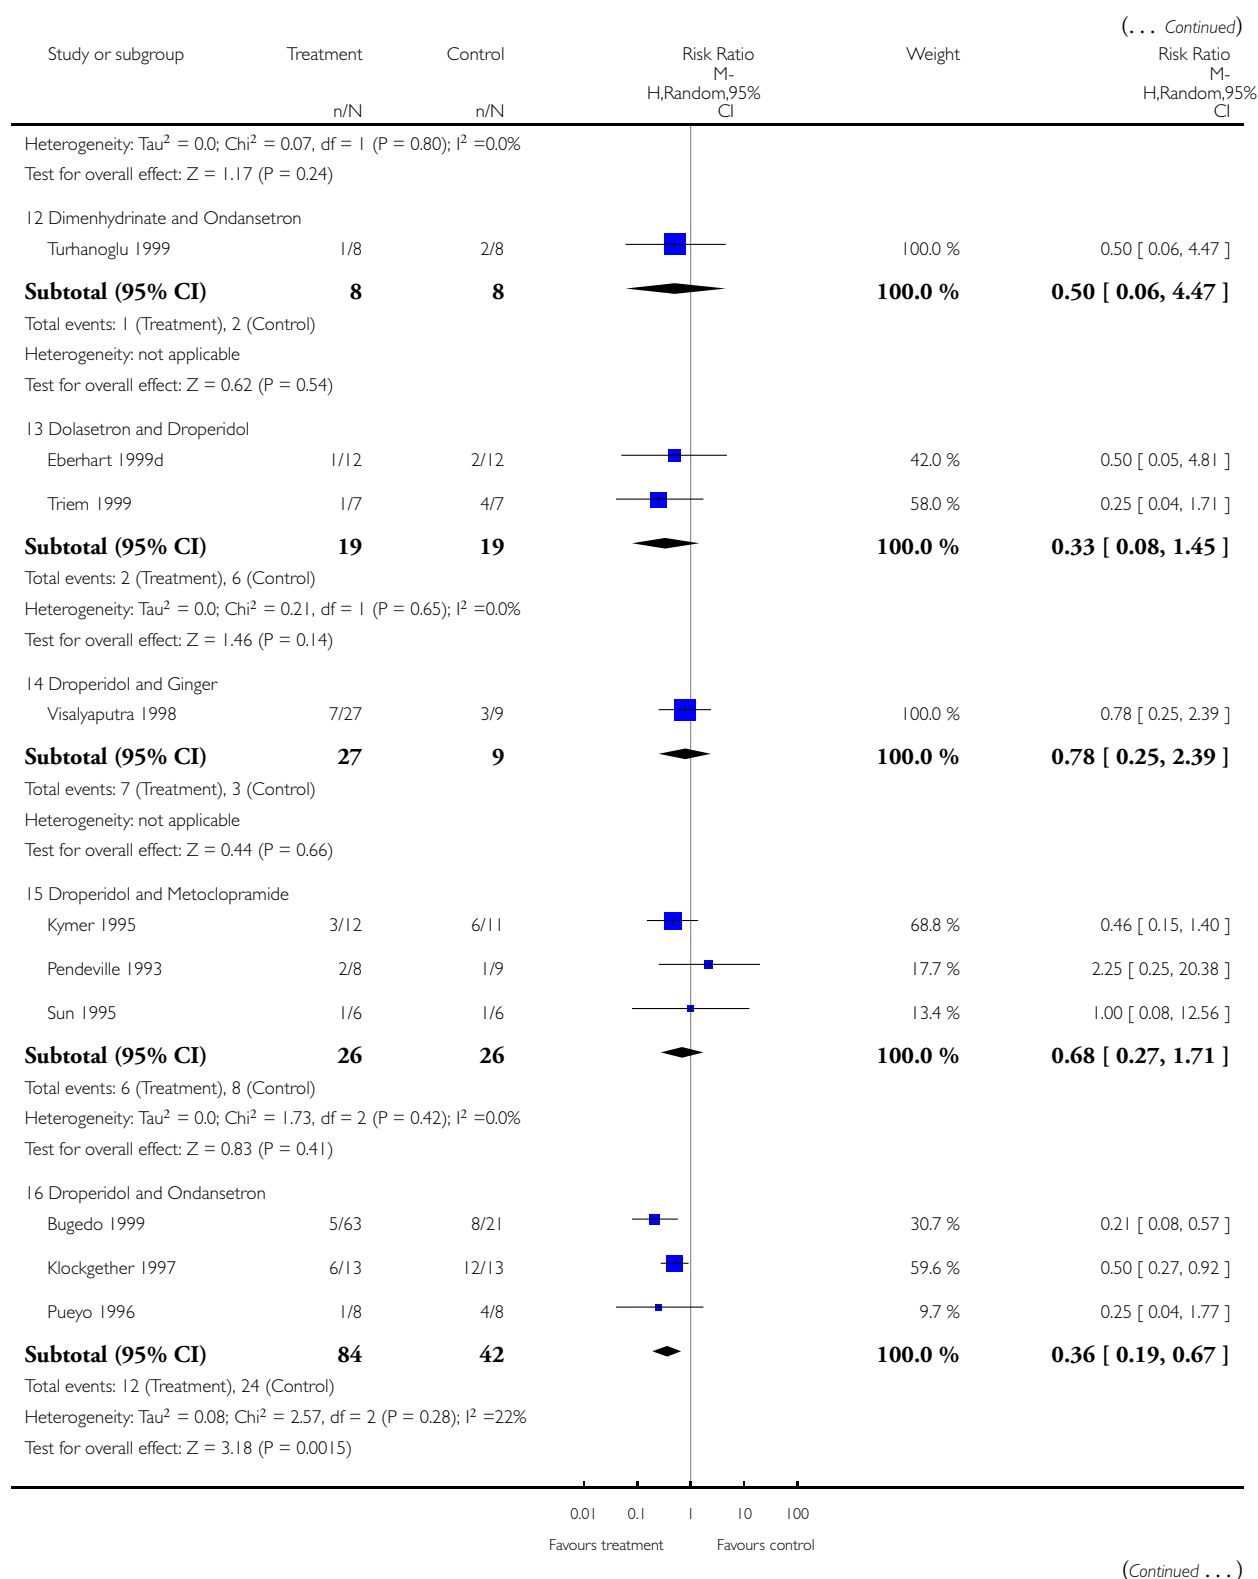 (... Continued)
Study or subgroup Treatment Control Risk Ratio Weight Risk Ratio
M- M-
H,Random,95% H,Random,95%
n/N n/N CI CI
Heterogeneity: Tau² = 0.0; Chi² = 0.07, df = 1 (P = 0.80); I² =0.0%
Test for overall effect: Z = 1.17 (P = 0.24)
12 Dimenhydrinate and Ondansetron
Turhanoglu 1999 1/8 2/8 100.0 % 0.50 [ 0.06, 4.47 ]
Subtotal (95% CI) 8 8 100.0 % 0.50 [ 0.06, 4.47 ]
Total events: 1 (Treatment), 2 (Control)
Heterogeneity: not applicable
Test for overall effect: Z = 0.62 (P = 0.54)
13 Dolasetron and Droperidol
Eberhart 1999d 1/12 2/12 42.0 % 0.50 [ 0.05, 4.81 ]
Triem 1999 1/7 4/7 58.0 % 0.25 [ 0.04, 1.71 ]
Subtotal (95% CI) 19 19 100.0 % 0.33 [ 0.08, 1.45 ]
Total events: 2 (Treatment), 6 (Control)
Heterogeneity: Tau² = 0.0; Chi² = 0.21, df = 1 (P = 0.65); I² =0.0%
Test for overall effect: Z = 1.46 (P = 0.14)
14 Droperidol and Ginger
Visalyaputra 1998 7/27 3/9 100.0 % 0.78 [ 0.25, 2.39 ]
Subtotal (95% CI) 27 9 100.0 % 0.78 [ 0.25, 2.39 ]
Total events: 7 (Treatment), 3 (Control)
Heterogeneity: not applicable
Test for overall effect: Z = 0.44 (P = 0.66)
15 Droperidol and Metoclopramide
Kymer 1995 3/12 6/11 68.8 % 0.46 [ 0.15, 1.40 ]
Pendeville 1993 2/8 1/9 17.7 % 2.25 [ 0.25, 20.38 ]
Sun 1995 1/6 1/6 13.4 % 1.00 [ 0.08, 12.56 ]
Subtotal (95% CI) 26 26 100.0 % 0.68 [ 0.27, 1.71 ]
Total events: 6 (Treatment), 8 (Control)
Heterogeneity: Tau² = 0.0; Chi² = 1.73, df = 2 (P = 0.42); I² =0.0%
Test for overall effect: Z = 0.83 (P = 0.41)
16 Droperidol and Ondansetron
Bugedo 1999 5/63 8/21 30.7 % 0.21 [ 0.08, 0.57 ]
Klockgether 1997 6/13 12/13 59.6 % 0.50 [ 0.27, 0.92 ]
Pueyo 1996 1/8 4/8 9.7 % 0.25 [ 0.04, 1.77 ]
Subtotal (95% CI) 84 42 100.0 % 0.36 [ 0.19, 0.67 ]
Total events: 12 (Treatment), 24 (Control)
Heterogeneity: Tau² = 0.08; Chi² = 2.57, df = 2 (P = 0.28); I² =22%
Test for overall effect: Z = 3.18 (P = 0.0015)
0.01 0.1 1 10 100
Favours treatment Favours control
(Continued ...)